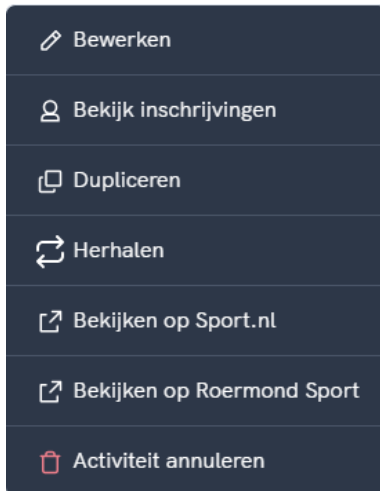 Bewerken
Bekijk inschrijvingen
Dupliceren
Herhalen
Bekijken op Sport.nl
Bekijken op Roermond Sport
Activiteit annuleren